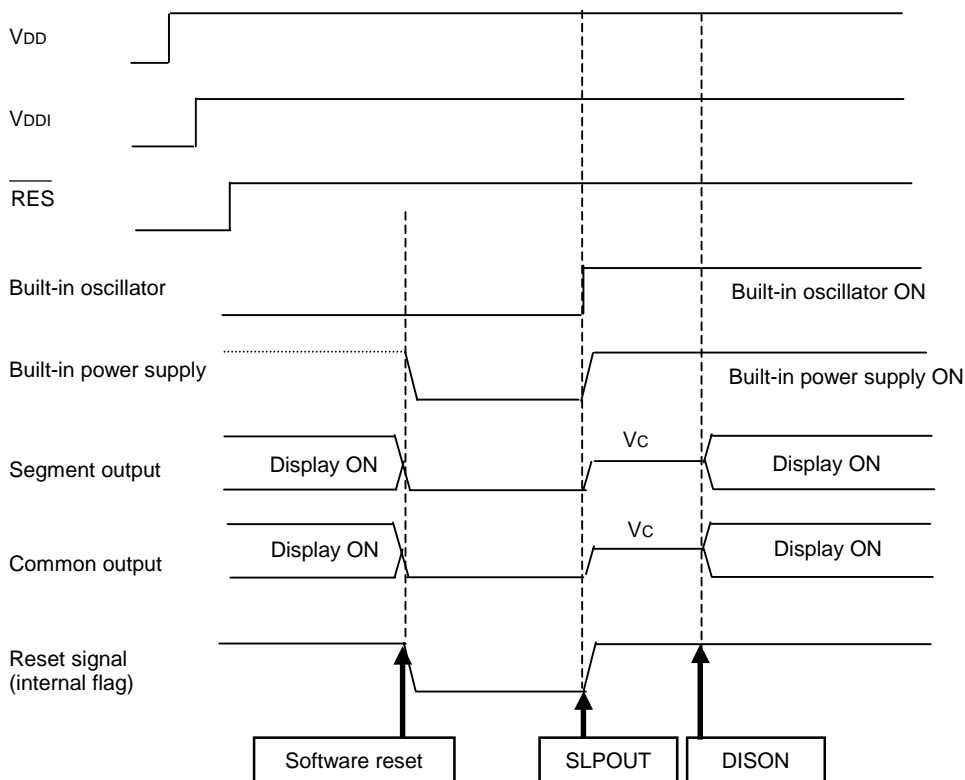 VDD
VDDI
RES
Built-in oscillator
Built-in oscillator ON
Built-in power supply
Built-in power supply ON
VC
Segment output
Display ON
Display ON
VC
Common output
Display ON
Display ON
Reset signal
(internal flag)
Software reset
SLPOUT
DISON